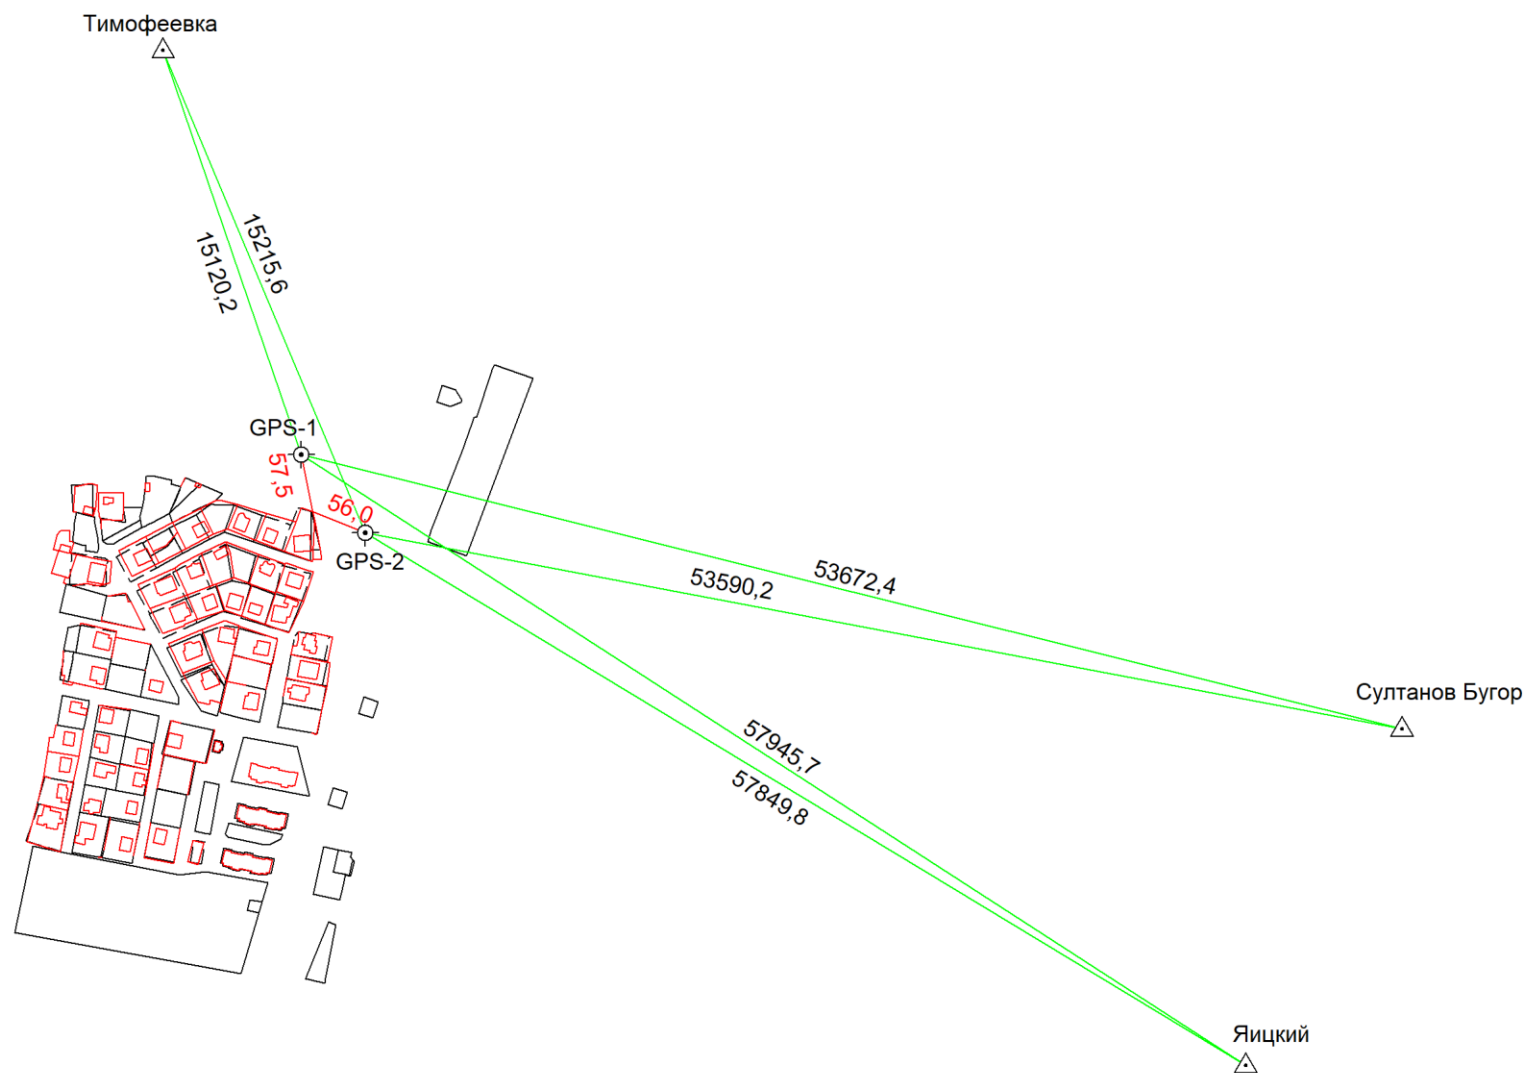 Тимофеевка
15215,6
15120,2
GPS-1
57,5
56,0
GPS-2
53672,4
53590,2
Султанов Бугор
57945,7
57849,8
Яицкий